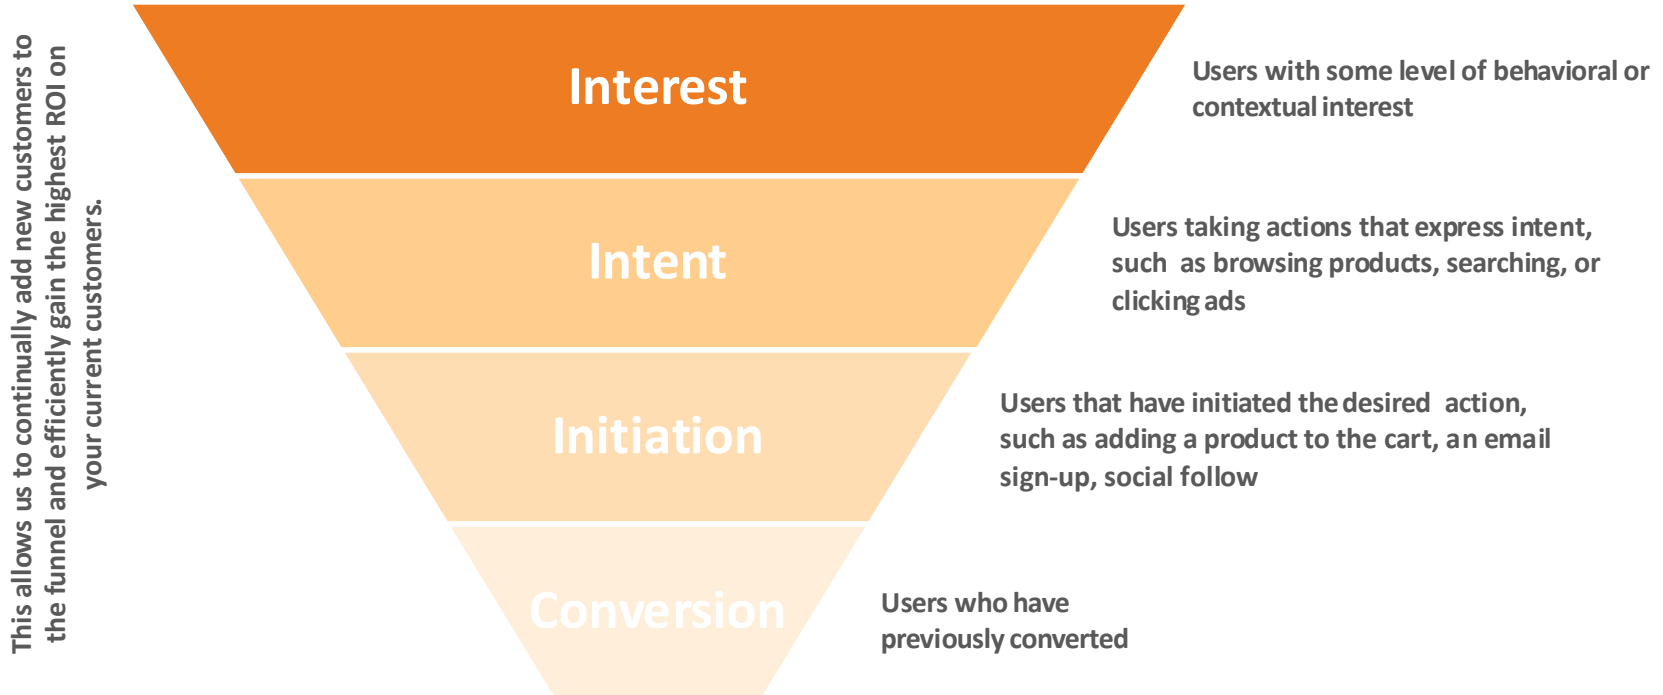 This allows us to continually add new customers to
the funnel and efficiently gain the highest ROI on
your current customers.
Interest
Users with some level of behavioral or
contextual interest
Intent
Users taking actions that express intent,
such as browsing products, searching, or
clicking ads
Initiation
Users that have initiated the desired action,
such as adding a product to the cart, an email
sign-up, social follow
Conversion
Users who have
previously converted